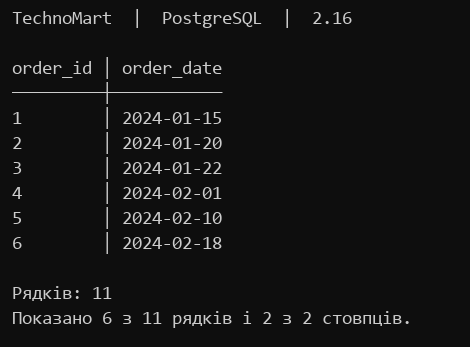 TechnoMart | PostgreSQL | 2.16
order_id | order_date
1 | 2024-01-15
2 | 2024-01-20
3 | 2024-01-22
4 | 2024-02-01
5 | 2024-02-10
6 | 2024-02-18
Рядків: 11
Показано 6 з 11 рядків і 2 з 2 стовпців.